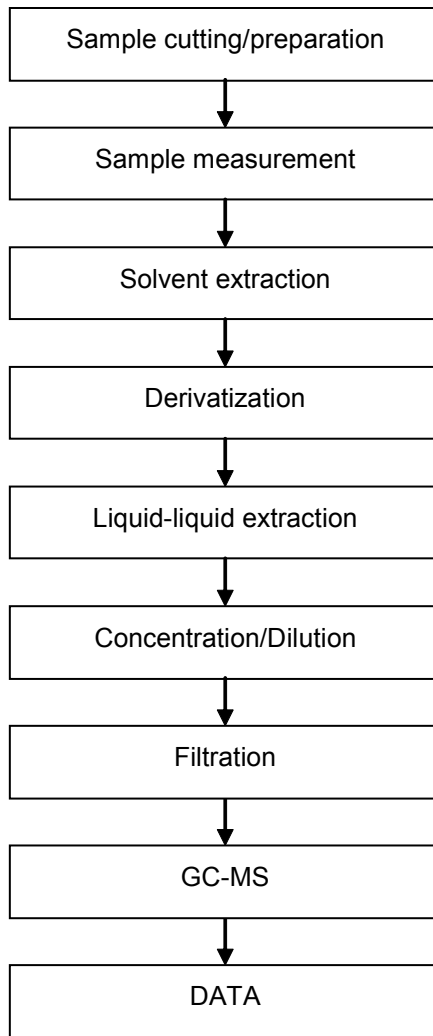 Sample cutting/preparation
Sample measurement
Solvent extraction
Derivatization
Liquid-liquid extraction
Concentration/Dilution
Filtration
GC-MS
DATA